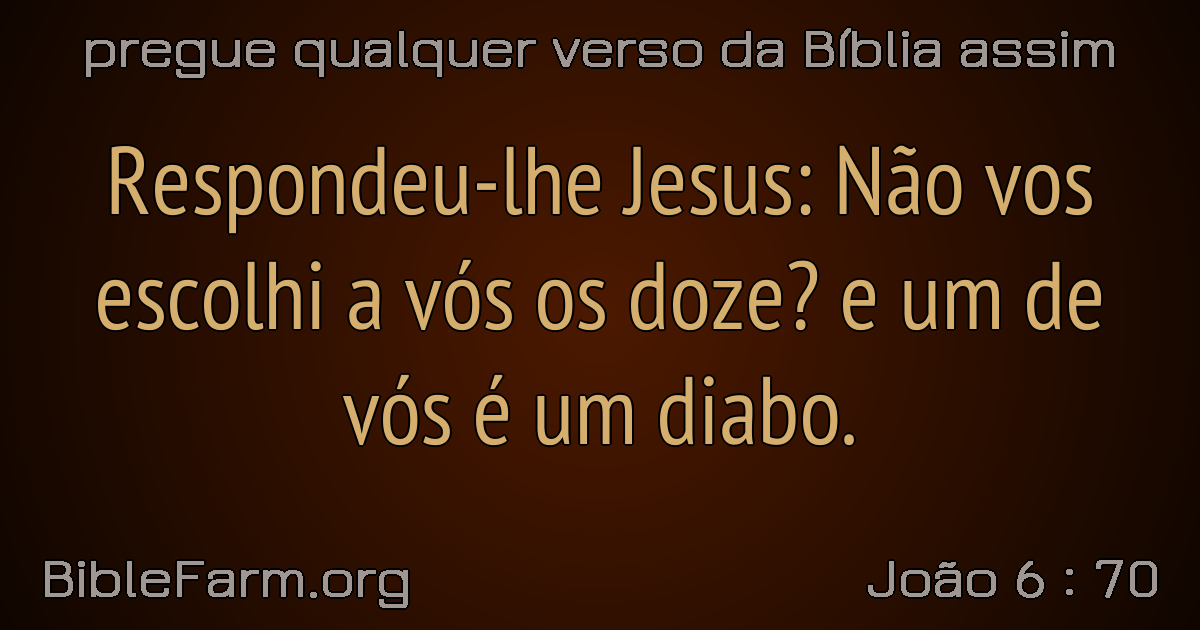 pregue qualquer verso da Bíblia assim
Respondeu-lhe Jesus: Não vos
escolhi a vós os doze? e um de
vós é um diabo.
BibleFarm.org
João 6 : 70